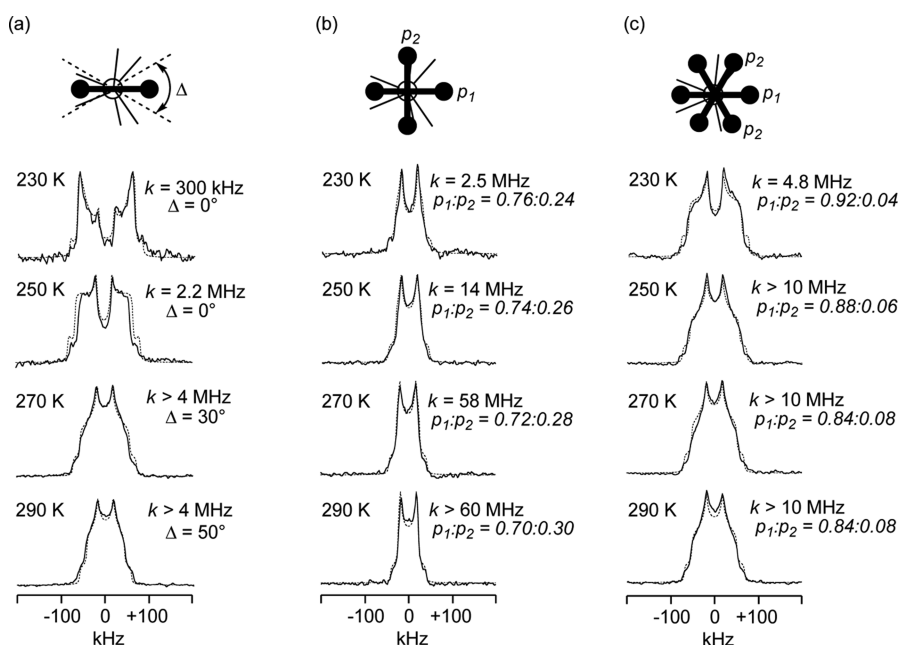 (a)
Δ
230 K
k = 300 kHz
Δ = 0°
250 K
k = 2.2 MHz
Δ = 0°
270 K
k > 4 MHz
Δ = 30°
290 K
k > 4 MHz
Δ = 50°
-100 0 +100
kHz
(b)
p2
p1
230 K
k = 2.5 MHz
p1:p2 = 0.76:0.24
250 K
k = 14 MHz
p1:p2 = 0.74:0.26
270 K
k = 58 MHz
p1:p2 = 0.72:0.28
290 K
k > 60 MHz
p1:p2 = 0.70:0.30
-100 0 +100
kHz
(c)
p2
p1
p2
230 K
k = 4.8 MHz
p1:p2 = 0.92:0.04
250 K
k > 10 MHz
p1:p2 = 0.88:0.06
270 K
k > 10 MHz
p1:p2 = 0.84:0.08
290 K
k > 10 MHz
p1:p2 = 0.84:0.08
-100 0 +100
kHz